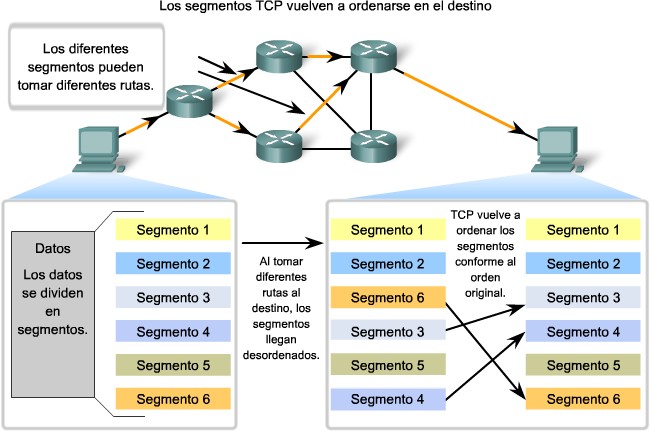 Los segmentos TCP vuelven a ordenarse en el destino
Los diferentes
segmentos pueden
tomar diferentes rutas.
Datos
Los datos
se dividen
en
segmentos.
Segmento 1
Segmento 2
Segmento 3
Segmento 4
Segmento 5
Segmento 6
Al tomar
diferentes
rutas al
destino, los
segmentos
llegan
desordenados.
Segmento 1
Segmento 2
Segmento 6
Segmento 3
Segmento 5
Segmento 4
TCP vuelve a
ordenar los
segmentos
conforme al
orden
original.
Segmento 1
Segmento 2
Segmento 3
Segmento 4
Segmento 5
Segmento 6